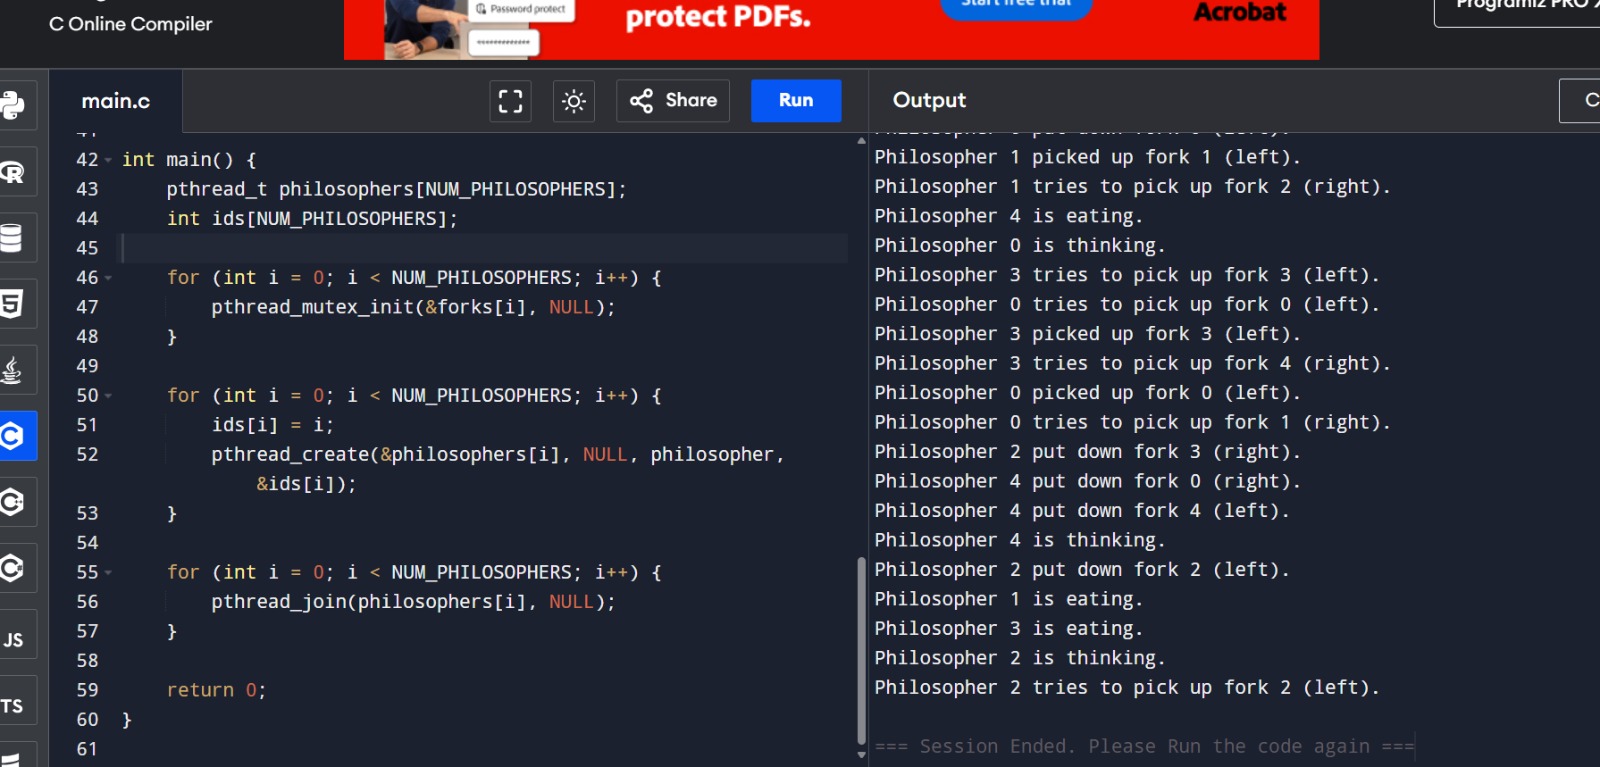 C Online Compiler
Password protect
protect PDFs.
Acrobat
Programiz PRO
main.c
Share
Run
Output
42 int main() {
43 pthread_t philosophers[NUM_PHILOSOPHERS];
44 int ids[NUM_PHILOSOPHERS];
45
46 for (int i = 0; i < NUM_PHILOSOPHERS; i++) {
47 pthread_mutex_init(&forks[i], NULL);
48 }
49
50 for (int i = 0; i < NUM_PHILOSOPHERS; i++) {
51 ids[i] = i;
52 pthread_create(&philosophers[i], NULL, philosopher,
&ids[i]);
53 }
54
55 for (int i = 0; i < NUM_PHILOSOPHERS; i++) {
56 pthread_join(philosophers[i], NULL);
57 }
58
59 return 0;
60 }
61
Philosopher 1 picked up fork 1 (left).
Philosopher 1 tries to pick up fork 2 (right).
Philosopher 4 is eating.
Philosopher 0 is thinking.
Philosopher 3 tries to pick up fork 3 (left).
Philosopher 0 tries to pick up fork 0 (left).
Philosopher 3 picked up fork 3 (left).
Philosopher 3 tries to pick up fork 4 (right).
Philosopher 0 picked up fork 0 (left).
Philosopher 0 tries to pick up fork 1 (right).
Philosopher 2 put down fork 3 (right).
Philosopher 4 put down fork 0 (right).
Philosopher 4 put down fork 4 (left).
Philosopher 4 is thinking.
Philosopher 2 put down fork 2 (left).
Philosopher 1 is eating.
Philosopher 3 is eating.
Philosopher 2 is thinking.
Philosopher 2 tries to pick up fork 2 (left).
=== Session Ended. Please Run the code again ===
R
5
C
C
C
JS
TS